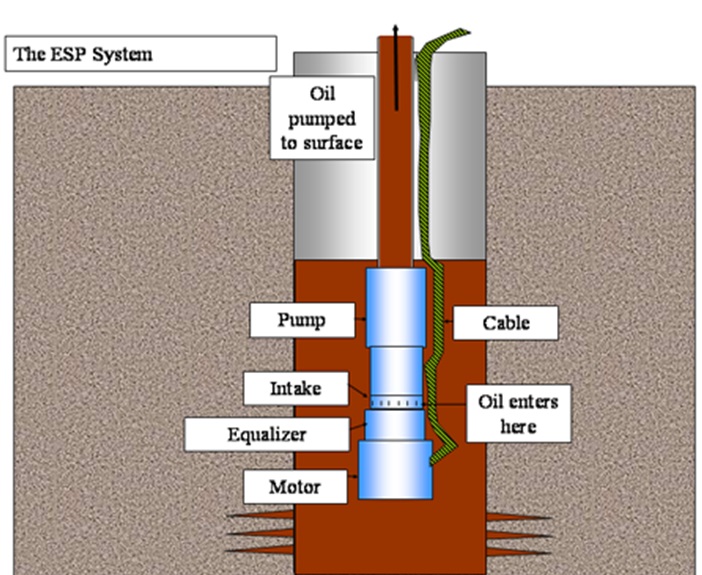 The ESP System
Oil
pumped
to surface
Pump
Cable
Intake
Oil enters
here
Equalizer
Motor